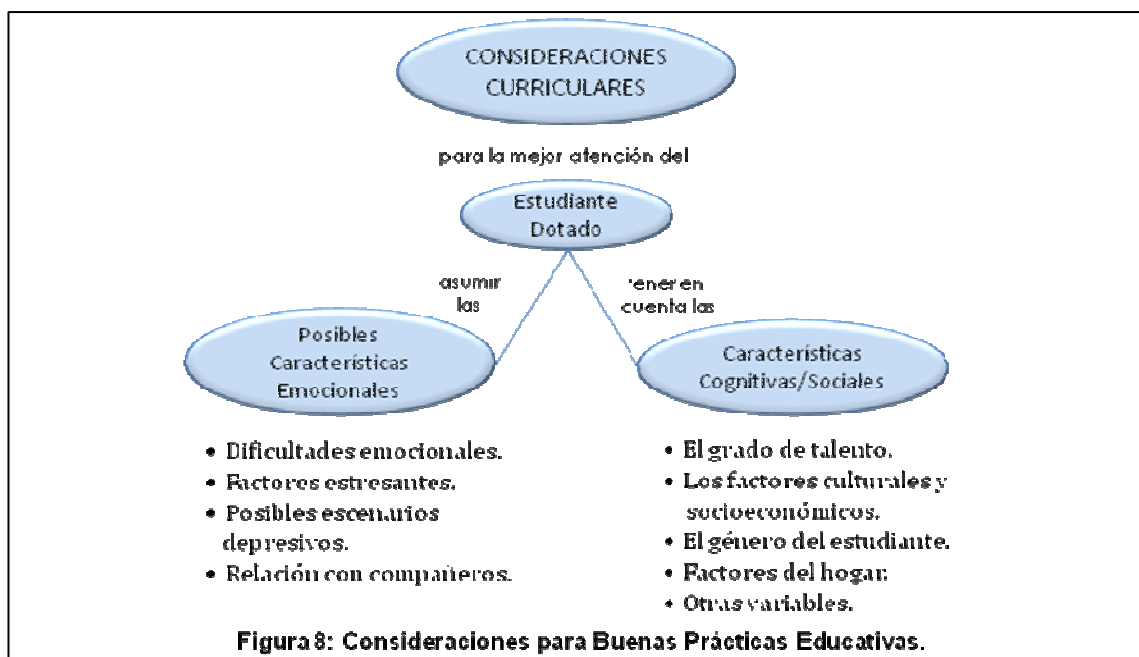 CONSIDERACIONES
CURRICULARES
para la mejor atención del
Estudiante
Dotado
asumir
las
tener en
cuenta las
Posibles
Características
Emocionales
Características
Cognitivas/Sociales
• Dificultades emocionales.
• Factores estresantes.
• Posibles escenarios
depresivos.
• Relación con compañeros.
• El grado de talento.
• Los factores culturales y
socioeconómicos.
• El género del estudiante.
• Factores del hogar.
• Otras variables.
Figura 8: Consideraciones para Buenas Prácticas Educativas.